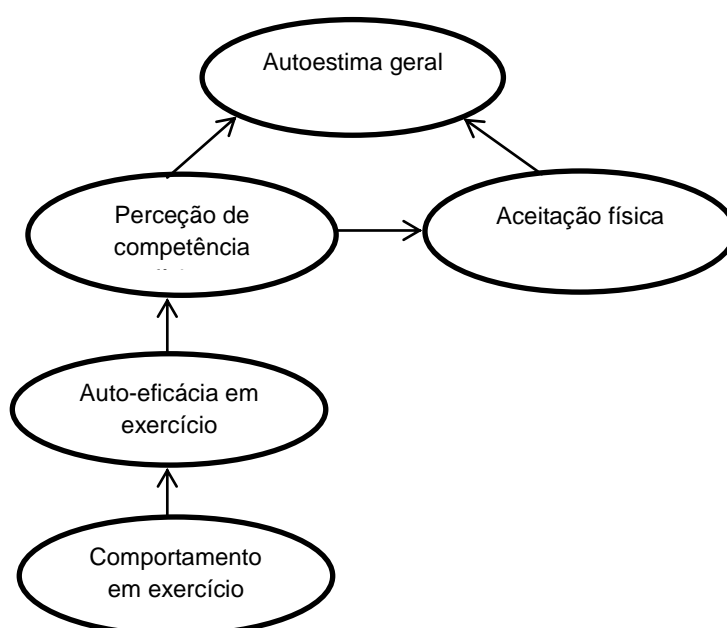 Autoestima geral
Perceção de
competência
Aceitação física
Auto-eficácia em
exercício
Comportamento
em exercício